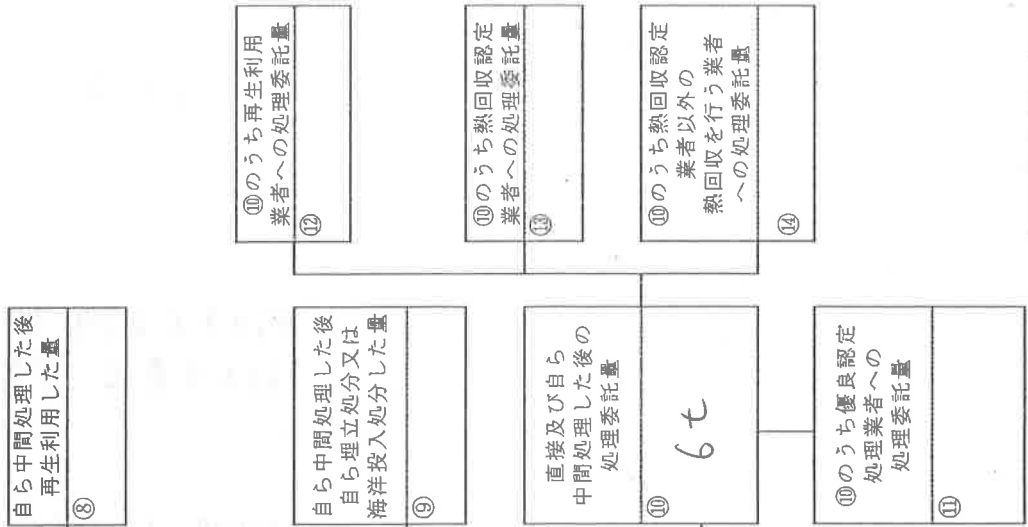 自ら中間処理した後
再生利用した量
⑧
自ら中間処理した後
自ら埋立処分又は
海洋投入処分した量
⑨
直接及び自ら
中間処理した後の
処理委託量
⑩
6t
⑩のうち優良認定
処理業者への
処理委託量
⑪
⑩のうち再生利用
業者への処理委託量
⑫
⑩のうち熱回収認定
業者への処理委託量
⑬
⑩のうち熱回収認定
業者以外の
熱回収を行う業者
への処理委託量
⑭